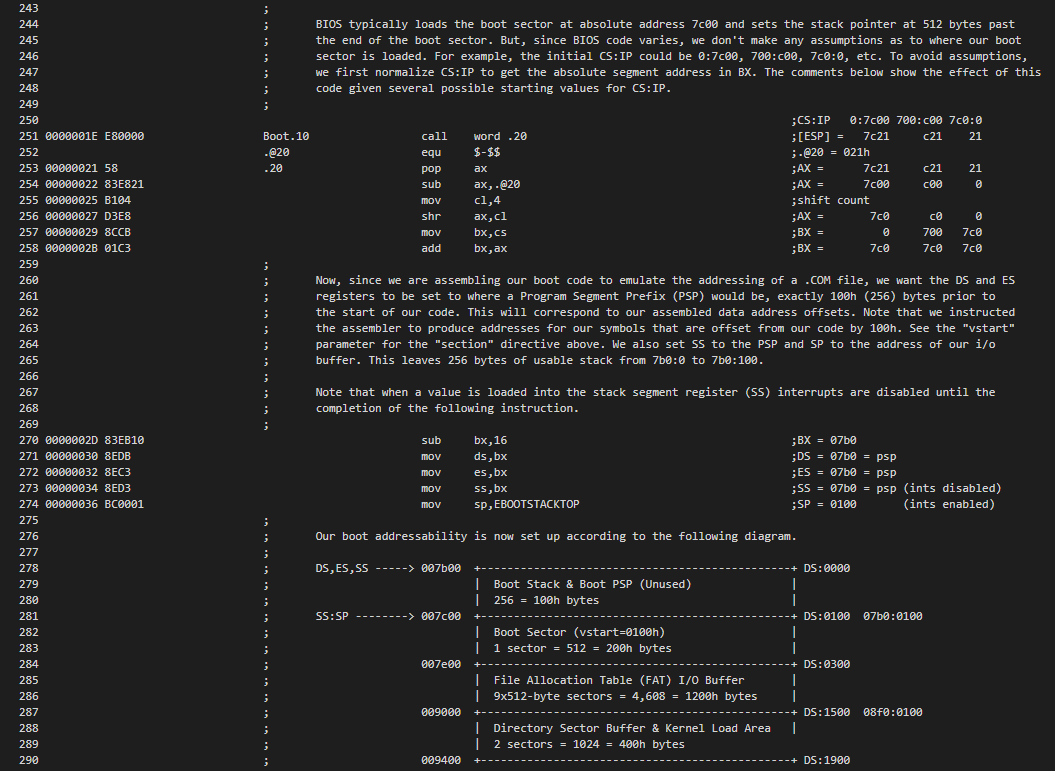 243 ;
244 ; BIOS typically loads the boot sector at absolute address 7c00 and sets the stack pointer at 512 bytes past
245 ; the end of the boot sector. But, since BIOS code varies, we don't make any assumptions as to where our boot
246 ; sector is loaded. For example, the initial CS:IP could be 0:7c00, 700:c00, 7c0:0, etc. To avoid assumptions,
247 ; we first normalize CS:IP to get the absolute segment address in BX. The comments below show the effect of this
248 ; code given several possible starting values for CS:IP.
249 ;
250 ;CS:IP 0:7c00 700:c00 7c0:0
251 0000001E E80000 Boot.10 call word .20 ;[ESP] = 7c21 c21 21
252 .@20 equ $-$$ ;.@20 = 021h
253 00000021 58 .20 pop ax ;AX = 7c21 c21 21
254 00000022 83E821 sub ax,.@20 ;AX = 7c00 c00 0
255 00000025 B104 mov cl,4 ;shift count
256 00000027 D3E8 shr ax,cl ;AX = 7c0 c0 0
257 00000029 8CCB mov bx,cs ;BX = 0 700 7c0
258 0000002B 01C3 add bx,ax ;BX = 7c0 7c0 7c0
259 ;
260 ; Now, since we are assembling our boot code to emulate the addressing of a .COM file, we want the DS and ES
261 ; registers to be set to where a Program Segment Prefix (PSP) would be, exactly 100h (256) bytes prior to
262 ; the start of our code. This will correspond to our assembled data address offsets. Note that we instructed
263 ; the assembler to produce addresses for our symbols that are offset from our code by 100h. See the "vstart"
264 ; parameter for the "section" directive above. We also set SS to the PSP and SP to the address of our i/o
265 ; buffer. This leaves 256 bytes of usable stack from 7b0:0 to 7b0:100.
266 ;
267 ; Note that when a value is loaded into the stack segment register (SS) interrupts are disabled until the
268 ; completion of the following instruction.
269 ;
270 0000002D 83EB10 sub bx,16 ;BX = 07b0
271 00000030 8EDB mov ds,bx ;DS = 07b0 = psp
272 00000032 8EC3 mov es,bx ;ES = 07b0 = psp
273 00000034 8ED3 mov ss,bx ;SS = 07b0 = psp (ints disabled)
274 00000036 BC0001 mov sp,EBOOTSTACKTOP ;SP = 0100 (ints enabled)
275 ;
276 ; Our boot addressability is now set up according to the following diagram.
277 ;
278 ; DS,ES,SS -----> 007b00 +-----------------------------------------------+ DS:0000
279 ; | Boot Stack & Boot PSP (Unused) |
280 ; | 256 = 100h bytes |
281 ; SS:SP --------> 007c00 +-----------------------------------------------+ DS:0100 07b0:0100
282 ; | Boot Sector (vstart=0100h) |
283 ; | 1 sector = 512 = 200h bytes |
284 ; 007e00 +-----------------------------------------------+ DS:0300
285 ; | File Allocation Table (FAT) I/O Buffer |
286 ; | 9x512-byte sectors = 4,608 = 1200h bytes |
287 ; 009000 +-----------------------------------------------+ DS:1500 08f0:0100
288 ; | Directory Sector Buffer & Kernel Load Area |
289 ; | 2 sectors = 1024 = 400h bytes |
290 ; 009400 +-----------------------------------------------+ DS:1900